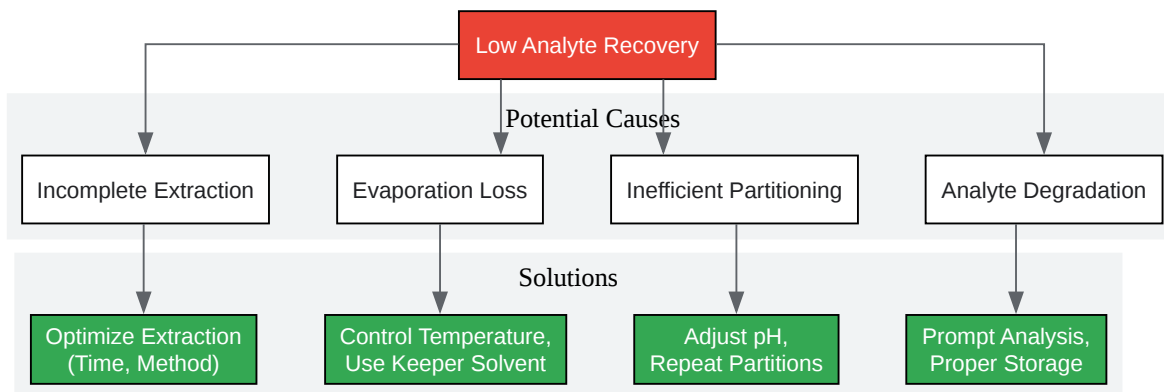 Low Analyte Recovery
Potential Causes
Incomplete Extraction
Evaporation Loss
Inefficient Partitioning
Analyte Degradation
Solutions
Optimize Extraction
(Time, Method)
Control Temperature,
Use Keeper Solvent
Adjust pH,
Repeat Partitions
Prompt Analysis,
Proper Storage